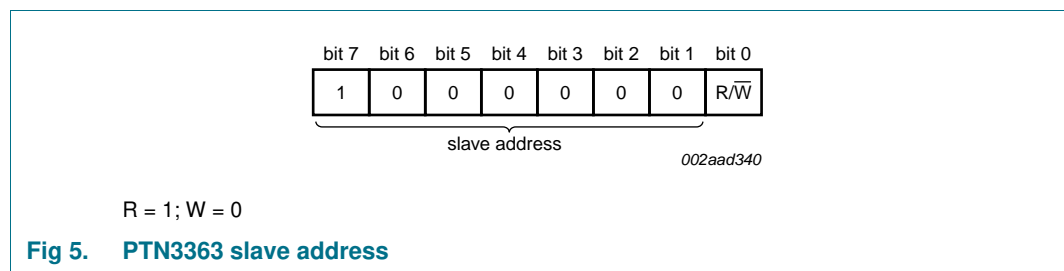 bit 7 bit 6 bit 5 bit 4 bit 3 bit 2 bit 1 bit 0
1 0 0 0 0 0 0 R/W̅
slave address
002aad340
R = 1; W = 0
Fig 5. PTN3363 slave address